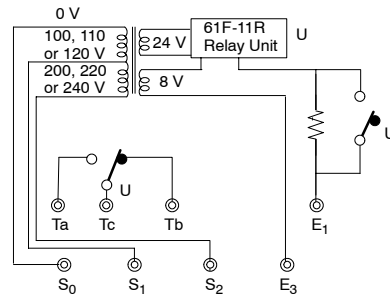 0 V
100, 110
or 120 V
200, 220
or 240 V
24 V
8 V
61F-11R
Relay Unit
U
U
U
Ta
Tc
Tb
E1
S0
S1
S2
E3